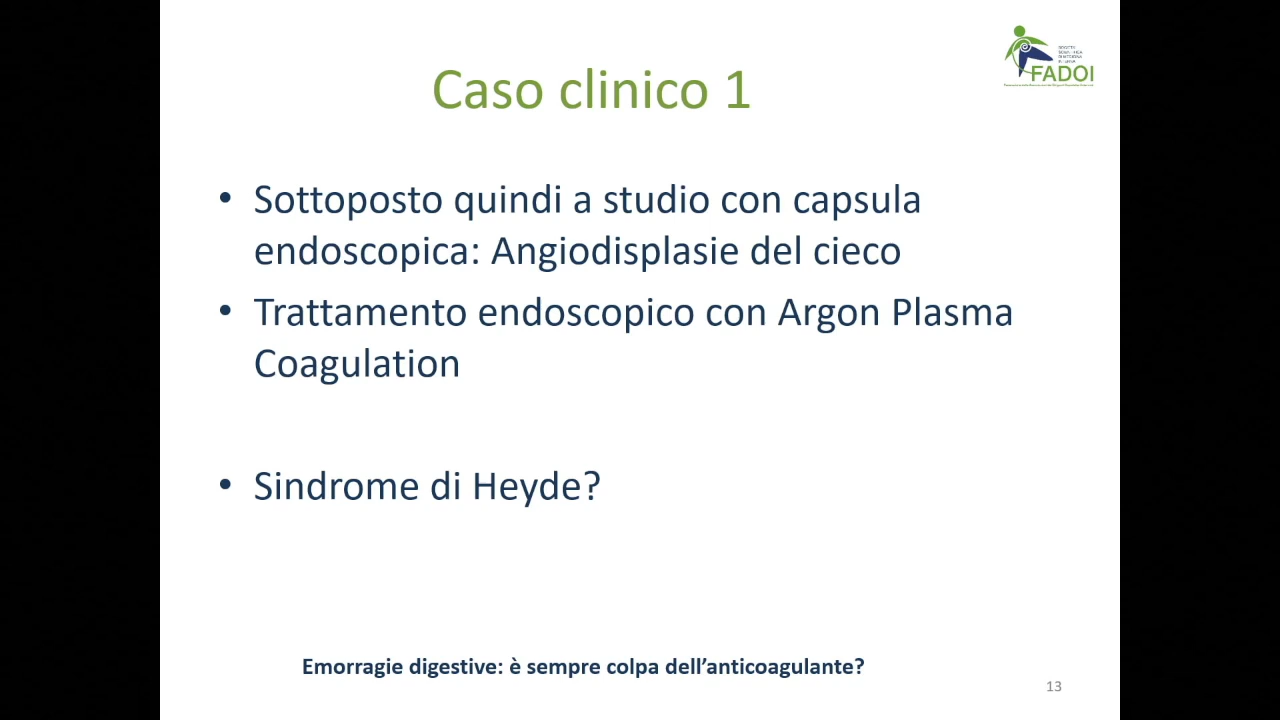 Caso clinico 1
FADOI
• Sottoposto quindi a studio con capsula
endoscopica: Angiodisplasie del cieco
• Trattamento endoscopico con Argon Plasma
Coagulation
• Sindrome di Heyde?
Emorragie digestive: è sempre colpa dell’anticoagulante?
13